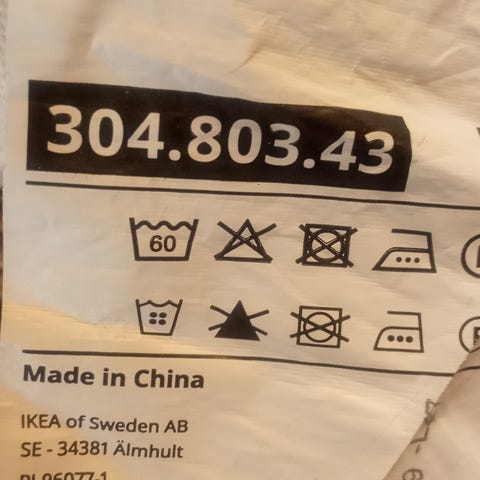 304.803.43
60
Made in China
IKEA of Sweden AB
SE - 34381 Älmhult